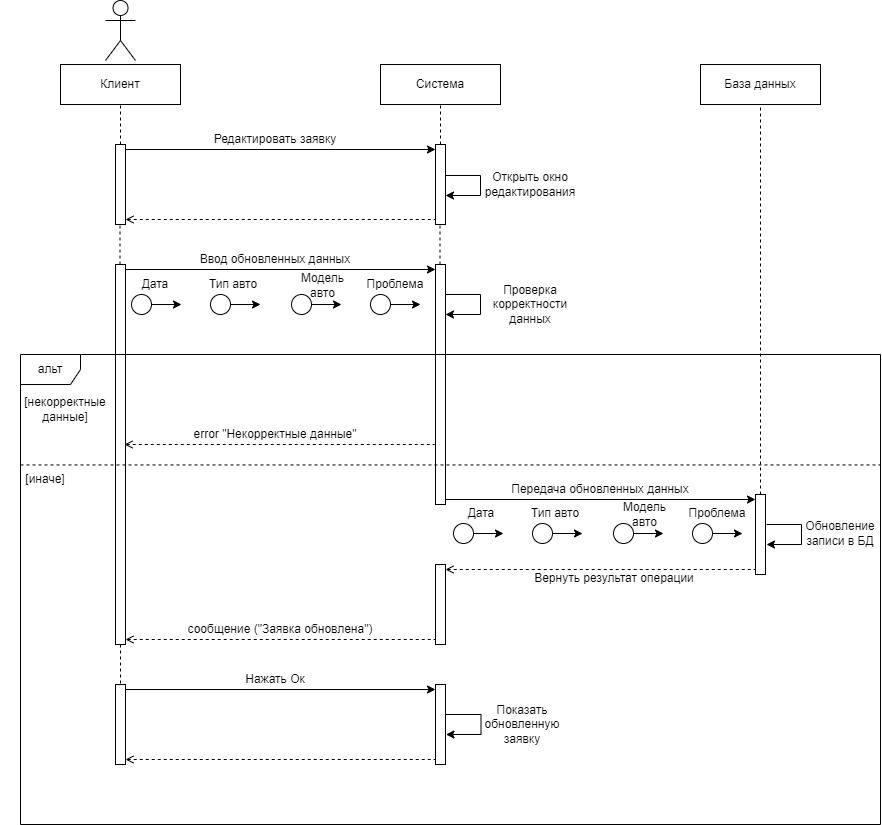 Клиент
Система
База данных
Редактировать заявку
Открыть окно
редактирования
Ввод обновленных данных
Дата
Тип авто
Модель
авто
Проблема
Проверка
корректности
данных
альт
[некорректные
данные]
error "Некорректные данные"
[иначе]
Передача обновленных данных
Дата
Тип авто
Модель
авто
Проблема
Обновление
записи в БД
Вернуть результат операции
сообщение ("Заявка обновлена")
Нажать Ок
Показать
обновленную
заявку